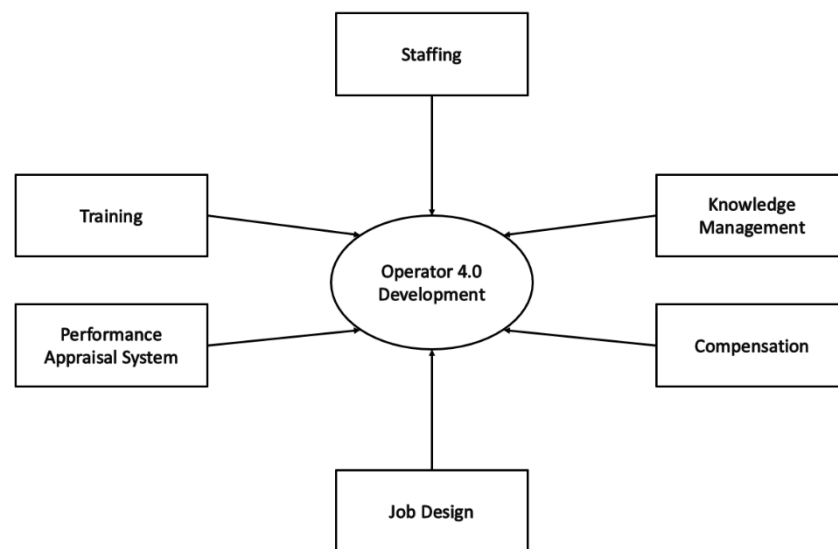 Staffing
Training
Knowledge
Management
Operator 4.0
Development
Performance
Appraisal System
Compensation
Job Design